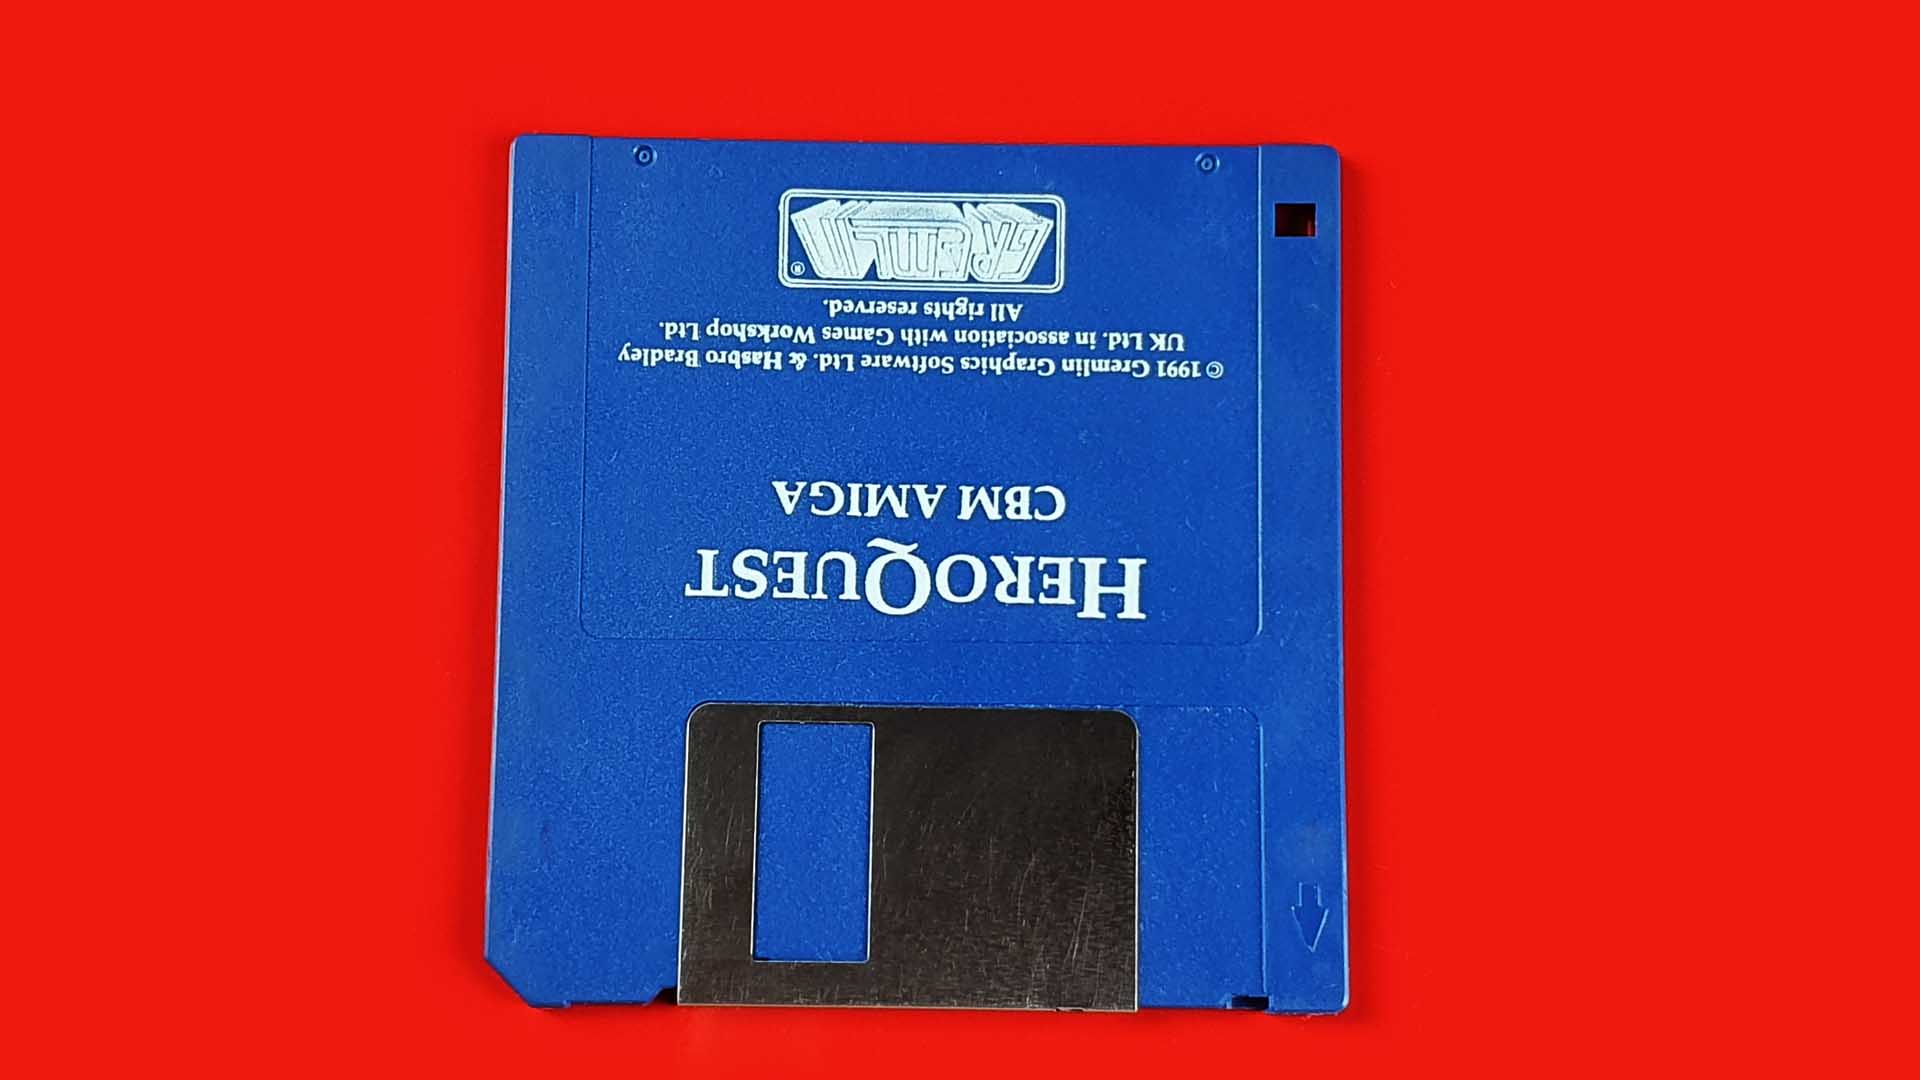 HEROQUEST
CBM AMIGA
© 1991 Gremlin Graphics Software Ltd. & Hasbro Bradley
UK Ltd. in association with Games Workshop Ltd.
All rights reserved.
GREMLIN ®